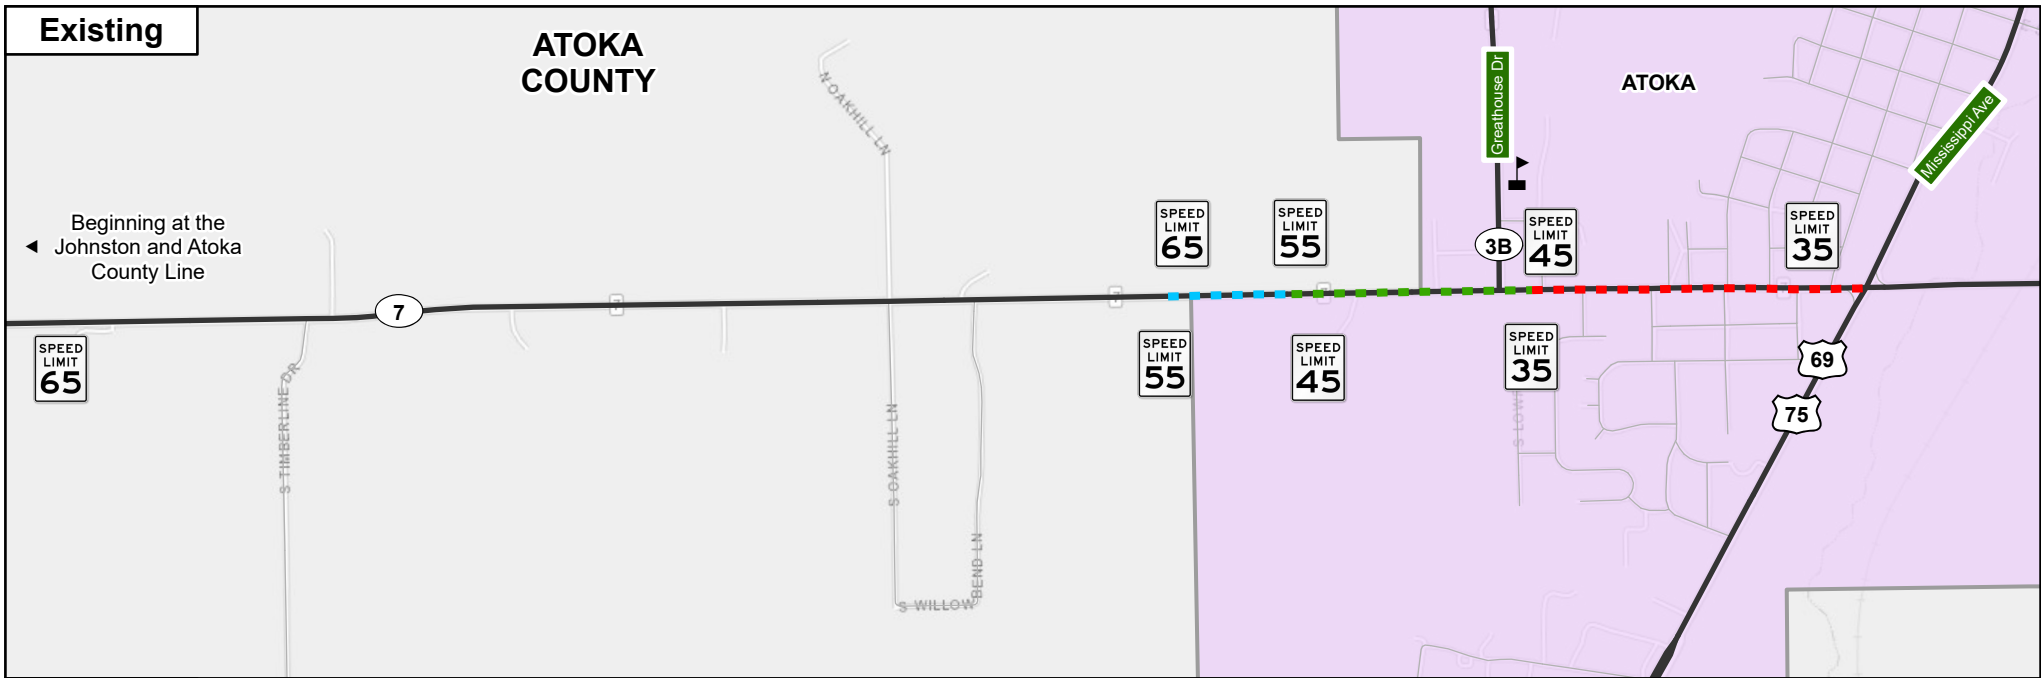 Existing
ATOKA
COUNTY
ATOKA
Greathouse Dr
Mississippi Ave
N OAKHILL LN
Beginning at the
Johnston and Atoka
County Line
SPEED
LIMIT
65
SPEED
LIMIT
55
3B
SPEED
LIMIT
45
SPEED
LIMIT
35
7
SPEED
LIMIT
65
SPEED
LIMIT
55
SPEED
LIMIT
45
SPEED
LIMIT
35
69
75
S TIMBERLINE DR
S OAKHILL LN
S WILLOW BEND LN